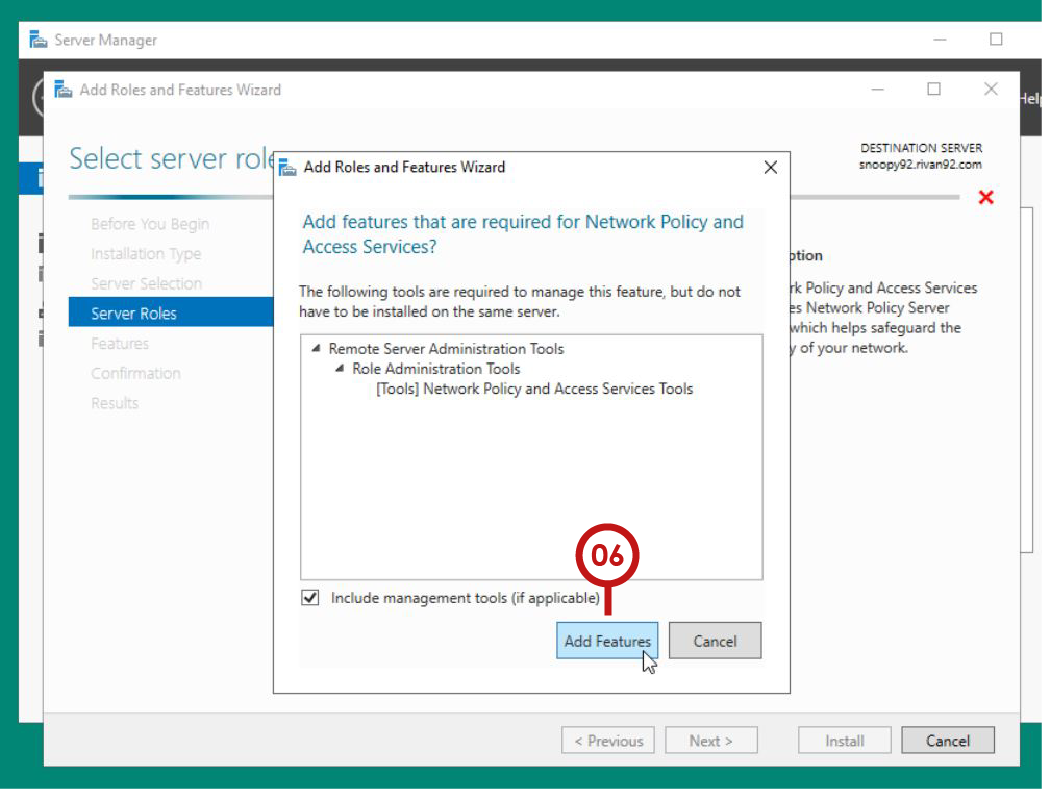 Server Manager
Add Roles and Features Wizard
Select server role
DESTINATION SERVER
snoopy92.rivan92.com
Before You Begin
Installation Type
Server Selection
Server Roles
Features
Confirmation
Results
Add Roles and Features Wizard
Add features that are required for Network Policy and
Access Services?
The following tools are required to manage this feature, but do not
have to be installed on the same server.
Remote Server Administration Tools
Role Administration Tools
[Tools] Network Policy and Access Services Tools
06
Include management tools (if applicable)
Add Features
Cancel
ption
rk Policy and Access Services
es Network Policy Server
which helps safeguard the
y of your network.
< Previous
Next >
Install
Cancel
Help